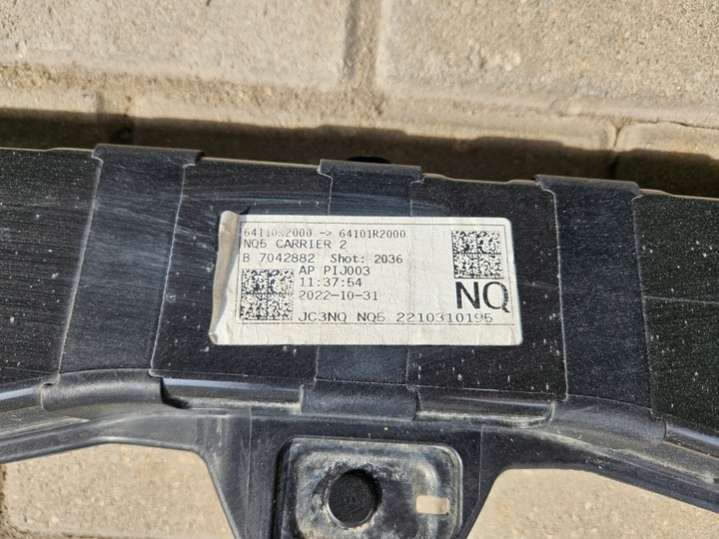 64110R2000 -> 64101R2000
NQ5 CARRIER 2
B 7042882 Shot: 2036
AP PIJ003
11:37:54
2022-10-31
NQ
JC3NQ NQ5 2210310195